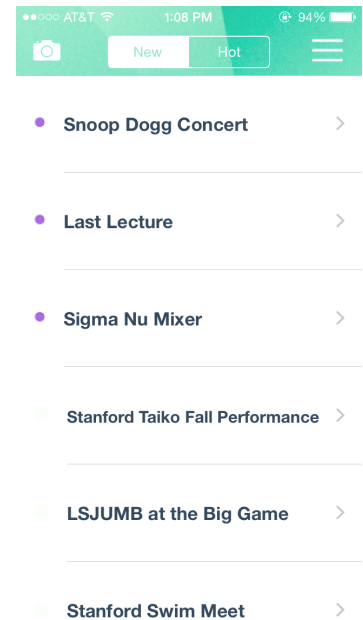 AT&T 1:08 PM 94%
New Hot
Snoop Dogg Concert
Last Lecture
Sigma Nu Mixer
Stanford Taiko Fall Performance
LSJUMB at the Big Game
Stanford Swim Meet